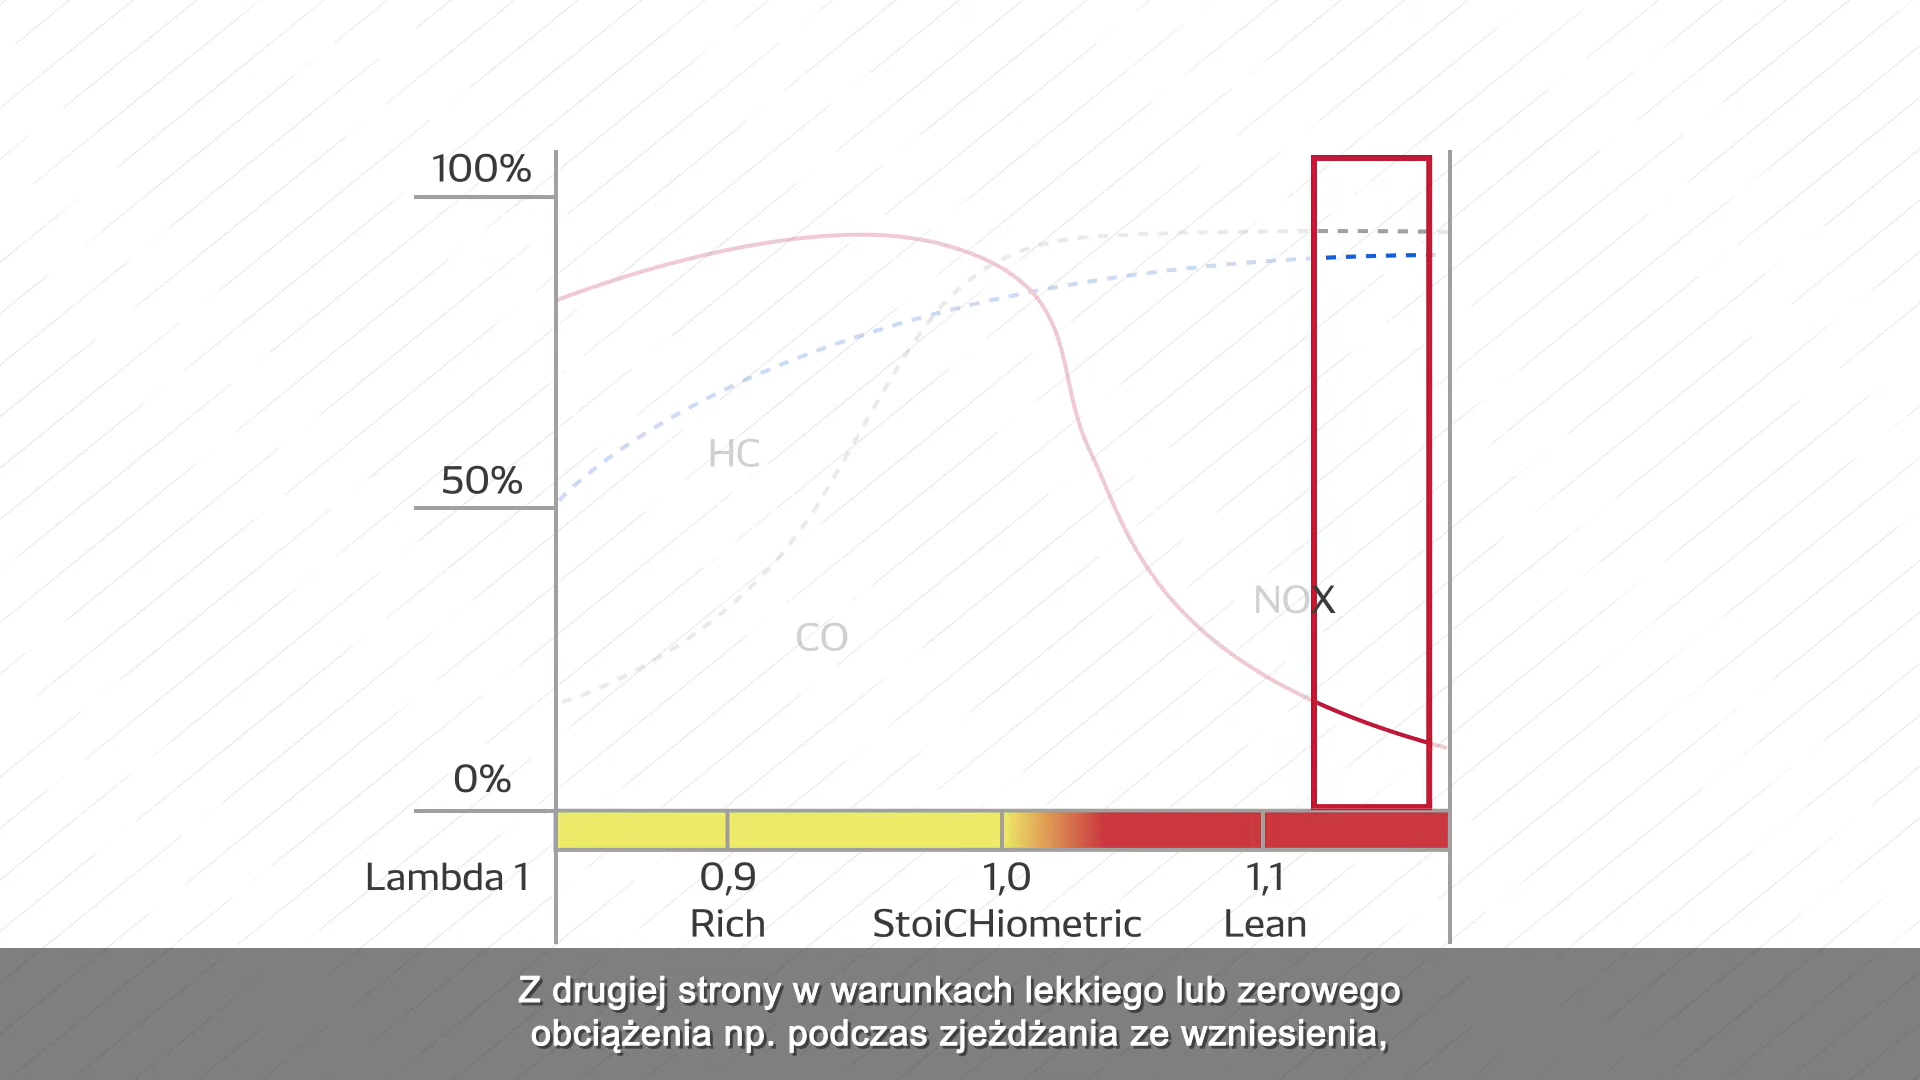 100%
50%
0%
HC
CO
NOX
Lambda 1
0,9
1,0
1,1
Rich
StoiCHiometric
Lean
Z drugiej strony w warunkach lekkiego lub zerowego
obciążenia np. podczas zjeżdżania ze wzniesienia,